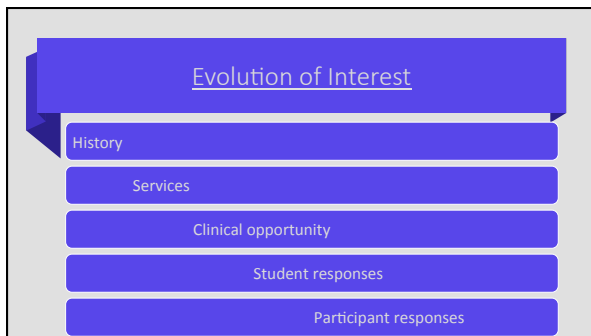 Evolution of Interest
History
Services
Clinical opportunity
Student responses
Participant responses